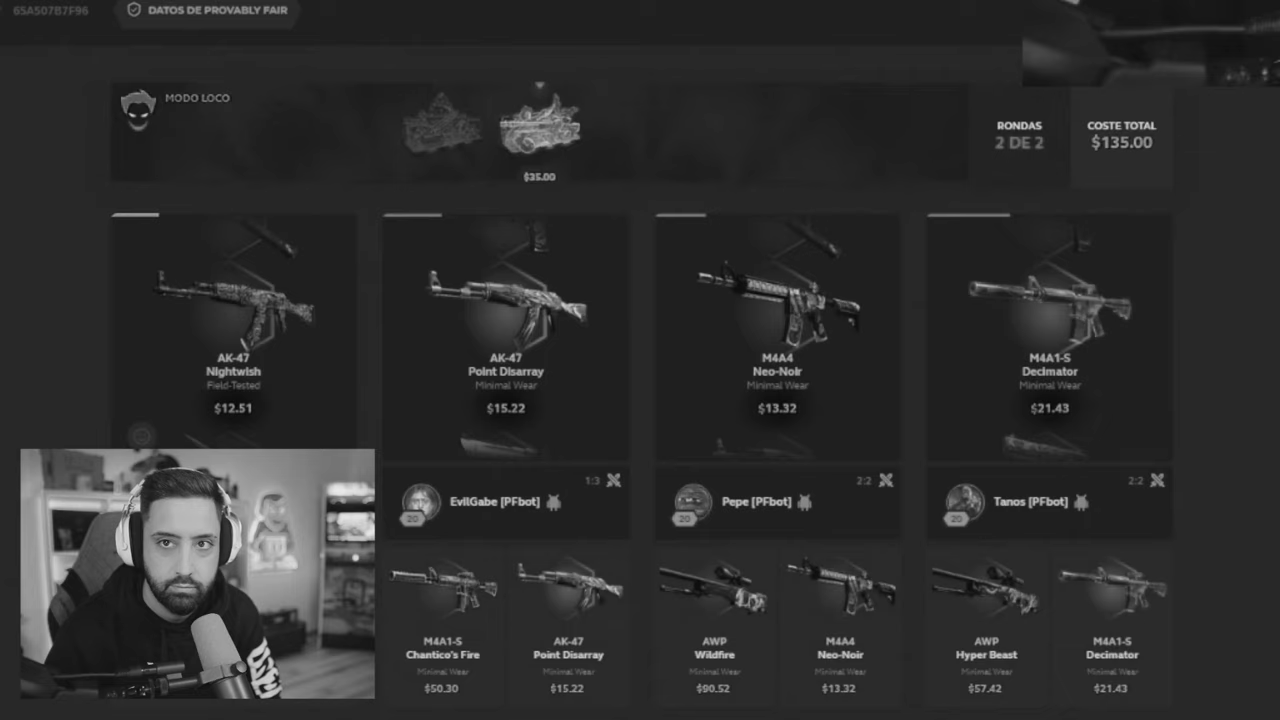 65A507B7F96
DATOS DE PROVABLY FAIR
MODO LOCO
$35.00
RONDAS
2 DE 2
COSTE TOTAL
$135.00
AK-47
Nightwish
Field-Tested
$12.51
AK-47
Point Disarray
Minimal Wear
$15.22
M4A4
Neo-Noir
Minimal Wear
$13.32
M4A1-S
Decimator
Minimal Wear
$21.43
1:3
EvilGabe [PFbot]
20
2:2
Pepe [PFbot]
20
2:2
Tanos [PFbot]
20
M4A1-S
Chantico's Fire
Minimal Wear
$50.30
AK-47
Point Disarray
Minimal Wear
$15.22
AWP
Wildfire
Minimal Wear
$90.52
M4A4
Neo-Noir
Minimal Wear
$13.32
AWP
Hyper Beast
Minimal Wear
$57.42
M4A1-S
Decimator
Minimal Wear
$21.43